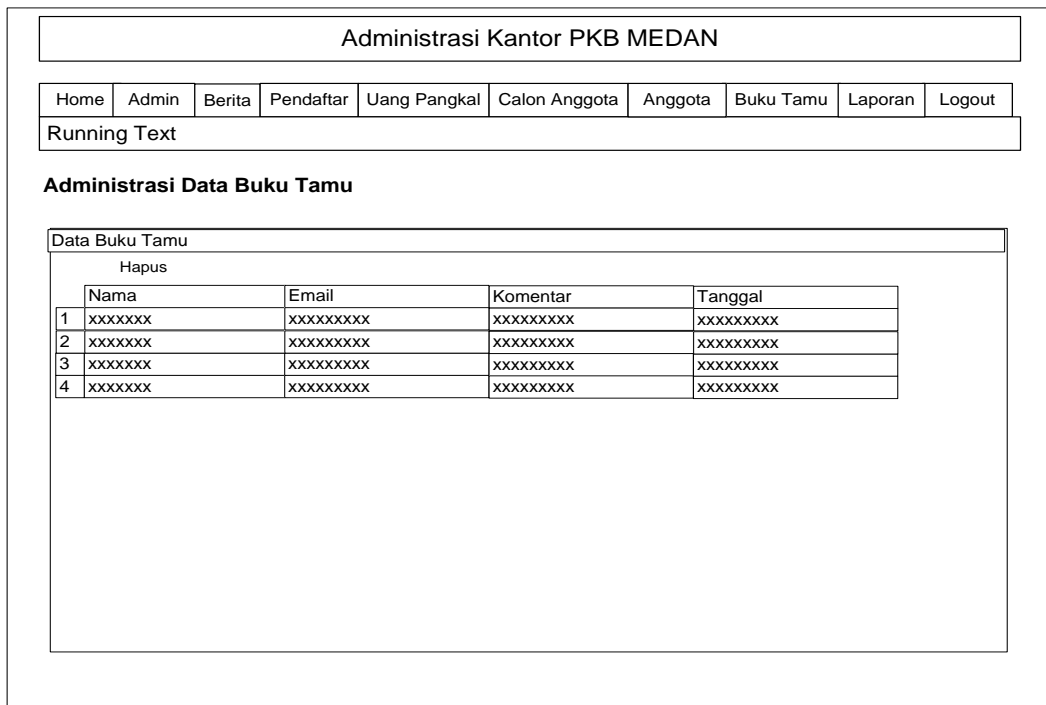 Administrasi Kantor PKB MEDAN
Home Admin Berita Pendaftar Uang Pangkal Calon Anggota Anggota Buku Tamu Laporan Logout
Running Text
Administrasi Data Buku Tamu
Data Buku Tamu
Hapus
Nama Email Komentar Tanggal
1 xxxxxxx xxxxxxxxx xxxxxxxxx xxxxxxxxx
2 xxxxxxx xxxxxxxxx xxxxxxxxx xxxxxxxxx
3 xxxxxxx xxxxxxxxx xxxxxxxxx xxxxxxxxx
4 xxxxxxx xxxxxxxxx xxxxxxxxx xxxxxxxxx